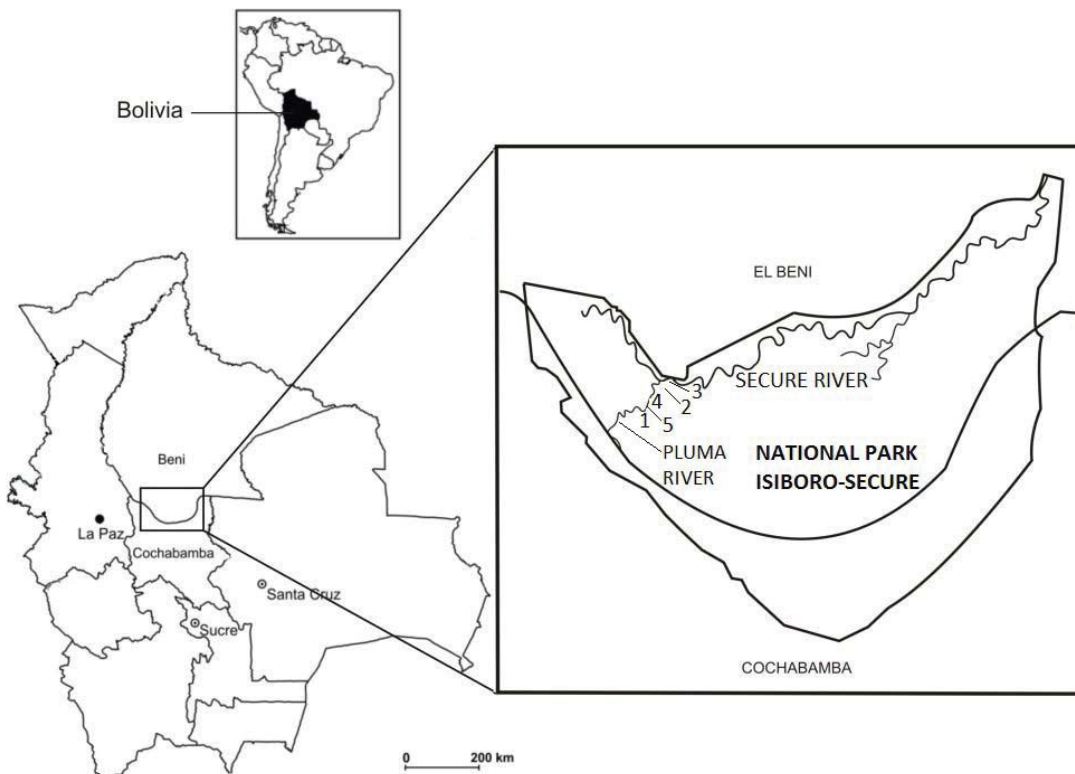 Bolivia
EL BENI
SECURE RIVER
3
4
2
1
5
PLUMA
RIVER
NATIONAL PARK
ISIBORO-SECURE
COCHABAMBA
Beni
La Paz
Cochabamba
Santa Cruz
Sucre
0 200 km